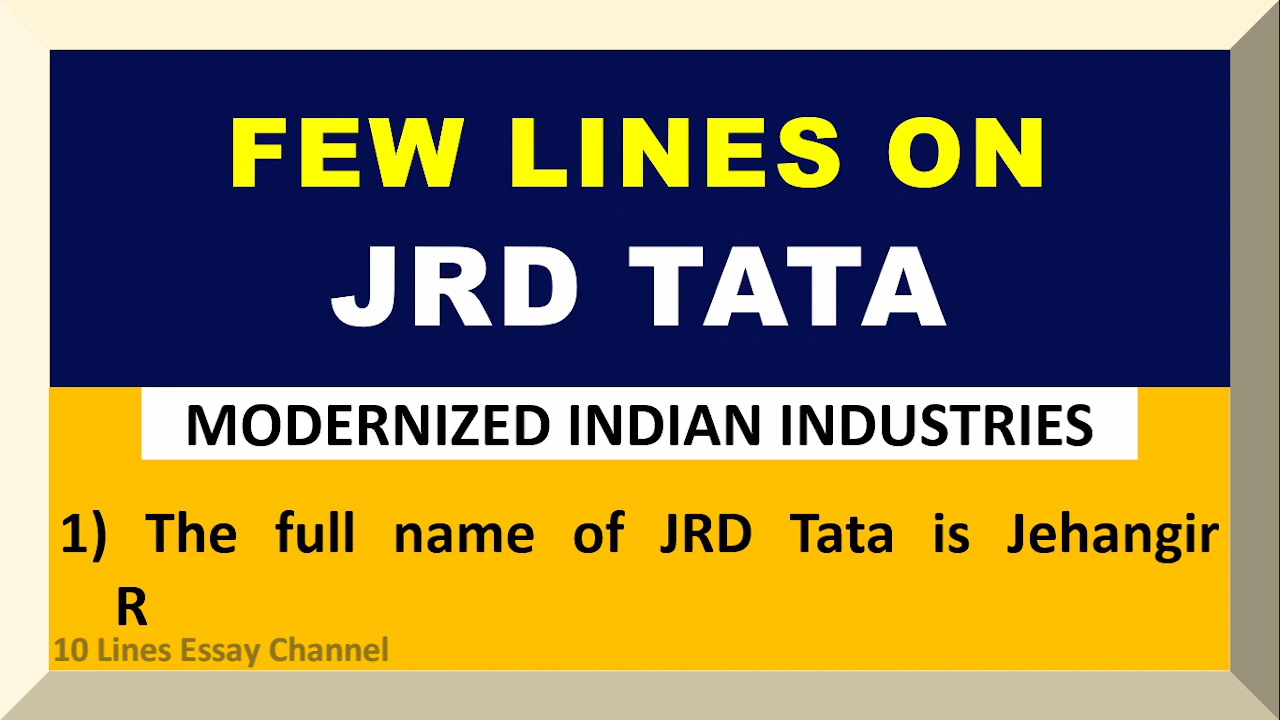 FEW LINES ON
JRD TATA
MODERNIZED INDIAN INDUSTRIES
1) The full name of JRD Tata is Jehangir
R
10 Lines Essay Channel